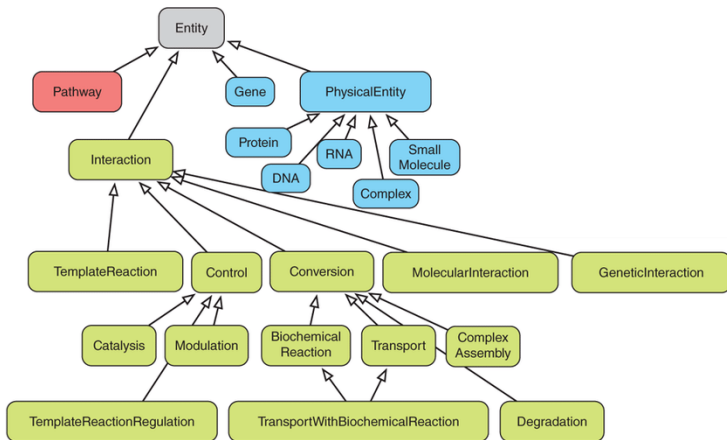 Entity
Pathway
Gene
PhysicalEntity
Protein
RNA
Small
Molecule
Interaction
DNA
Complex
TemplateReaction
Control
Conversion
MolecularInteraction
GeneticInteraction
Catalysis
Modulation
Biochemical
Reaction
Transport
Complex
Assembly
TemplateReactionRegulation
TransportWithBiochemicalReaction
Degradation